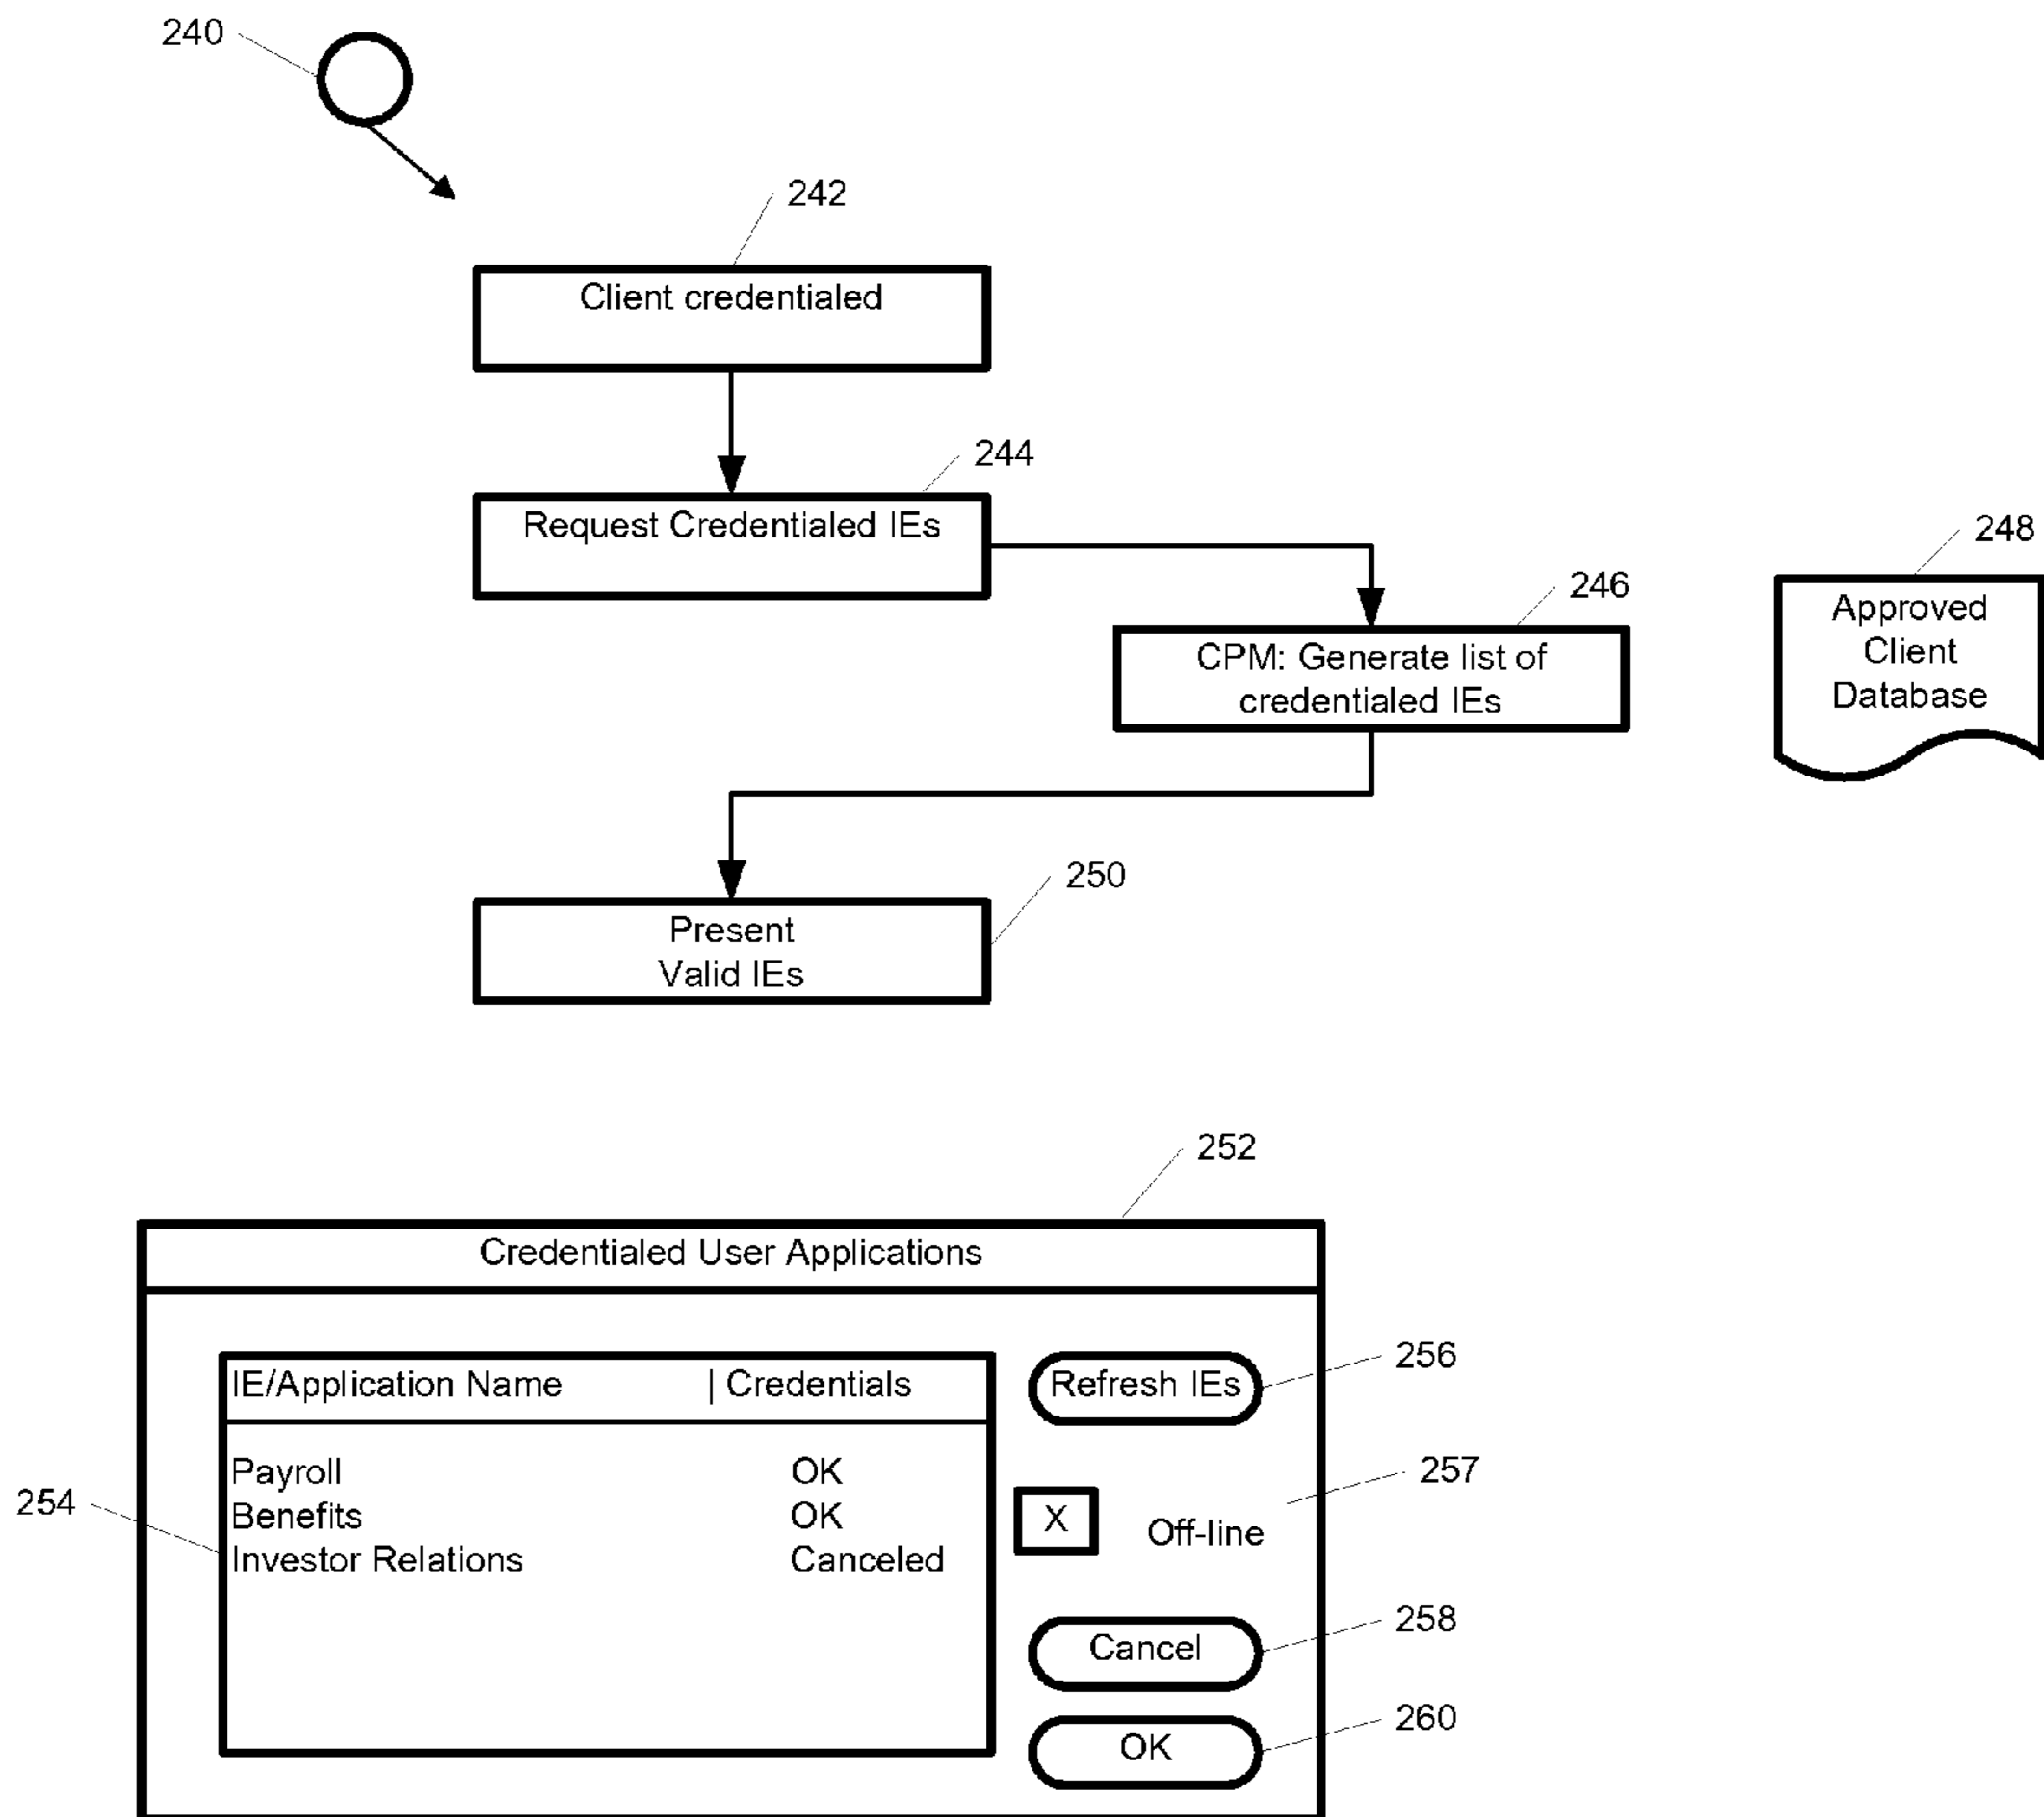 240
242
Client credentialed
244
Request Credentialed IEs
248
246
Approved
Client
Database
CPM: Generate list of
credentialed IEs
250
Present
Valid IEs
252
Credentialed User Applications
IE/Application Name | Credentials
Refresh IEs
256
Payroll OK
Benefits OK
Investor Relations Canceled
254
X
Off-line
257
Cancel
258
OK
260